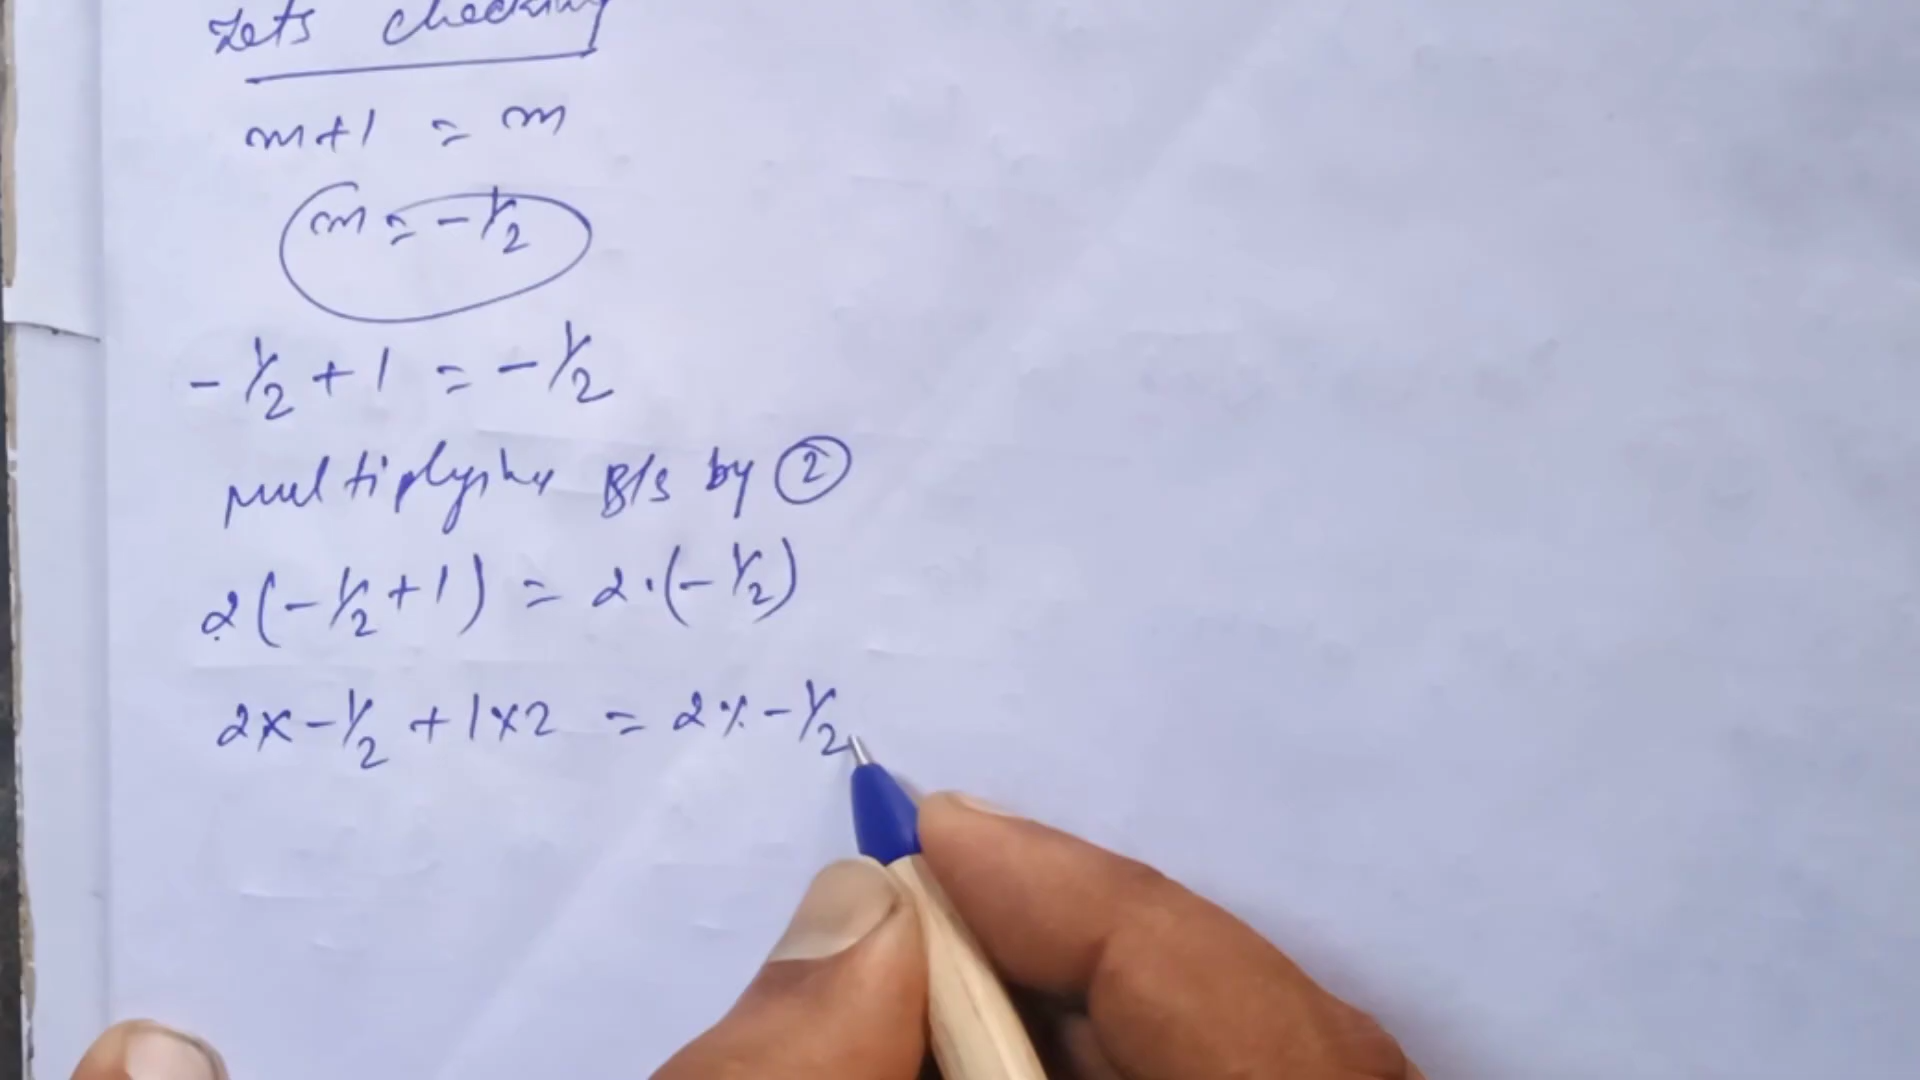 Lets checking
m+1 = m
m = -1/2
-1/2 + 1 = -1/2
Multiplying B/s by ②
2(-1/2+1) = 2·(-1/2)
2x -1/2 + 1x2 = 2x -1/2